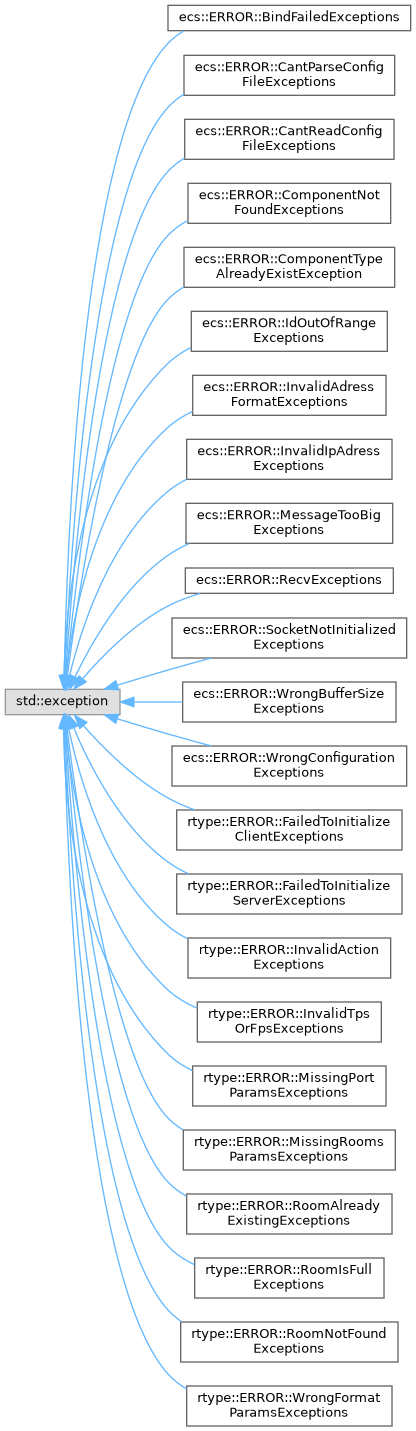 ecs::ERROR::BindFailedExceptions
ecs::ERROR::CantParseConfig
FileExceptions
ecs::ERROR::CantReadConfig
FileExceptions
ecs::ERROR::ComponentNot
FoundExceptions
ecs::ERROR::ComponentType
AlreadyExistException
ecs::ERROR::IdOutOfRange
Exceptions
ecs::ERROR::InvalidAdress
FormatExceptions
ecs::ERROR::InvalidIpAdress
Exceptions
ecs::ERROR::MessageTooBig
Exceptions
ecs::ERROR::RecvExceptions
ecs::ERROR::SocketNotInitialized
Exceptions
std::exception
ecs::ERROR::WrongBufferSize
Exceptions
ecs::ERROR::WrongConfiguration
Exceptions
rtype::ERROR::FailedToInitialize
ClientExceptions
rtype::ERROR::FailedToInitialize
ServerExceptions
rtype::ERROR::InvalidAction
Exceptions
rtype::ERROR::InvalidTps
OrFpsExceptions
rtype::ERROR::MissingPort
ParamsExceptions
rtype::ERROR::MissingRooms
ParamsExceptions
rtype::ERROR::RoomAlready
ExistingExceptions
rtype::ERROR::RoomIsFull
Exceptions
rtype::ERROR::RoomNotFound
Exceptions
rtype::ERROR::WrongFormat
ParamsExceptions